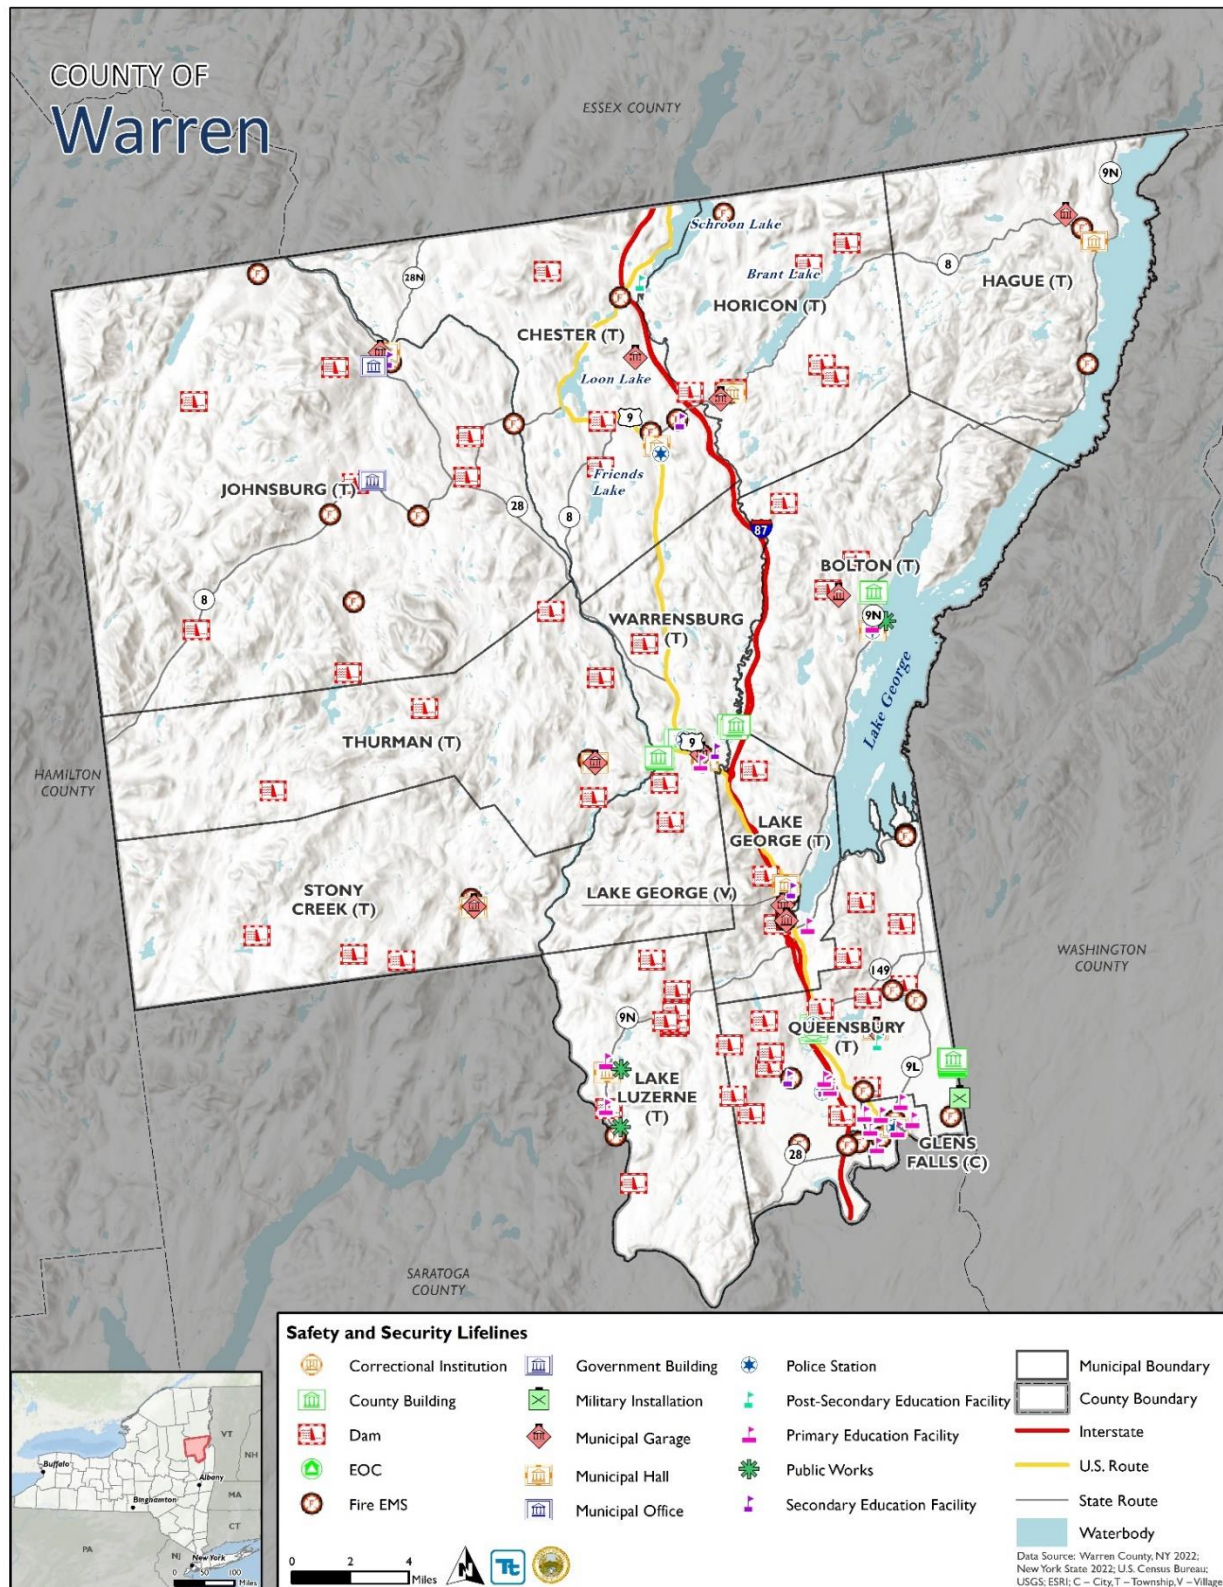 COUNTY OF
Warren
ESSEX COUNTY
9N
Schroon Lake
8
Brant Lake
HAGUE (T)
28N
HORICON (T)
CHESTER (T)
Loon Lake
9
Friends
Lake
JOHNSBURG (T)
28
8
87
BOLTON (T)
8
9N
WARRENSBURG
(T)
Lake George
THURMAN (T)
9
HAMILTON
COUNTY
LAKE
GEORGE (T)
STONY
CREEK (T)
LAKE GEORGE (V)
WASHINGTON
COUNTY
149
9N
QUEENSBURY
(T)
9L
LAKE
LUZERNE
(T)
GLENS
FALLS (C)
28
SARATOGA
COUNTY
Safety and Security Lifelines
Correctional Institution
County Building
Dam
EOC
Fire EMS
Government Building
Military Installation
Municipal Garage
Municipal Hall
Municipal Office
Police Station
Post-Secondary Education Facility
Primary Education Facility
Public Works
Secondary Education Facility
Municipal Boundary
County Boundary
Interstate
U.S. Route
State Route
Waterbody
0 2 4
Miles
N
Tt
Data Source: Warren County, NY 2022;
New York State 2022; U.S. Census Bureau;
USGS; ESRI; C – City, T – Township, V – Village
VT
NH
Buffalo
Albany
Binghamton
MA
CT
PA
NJ
New York
0 50 100
Miles